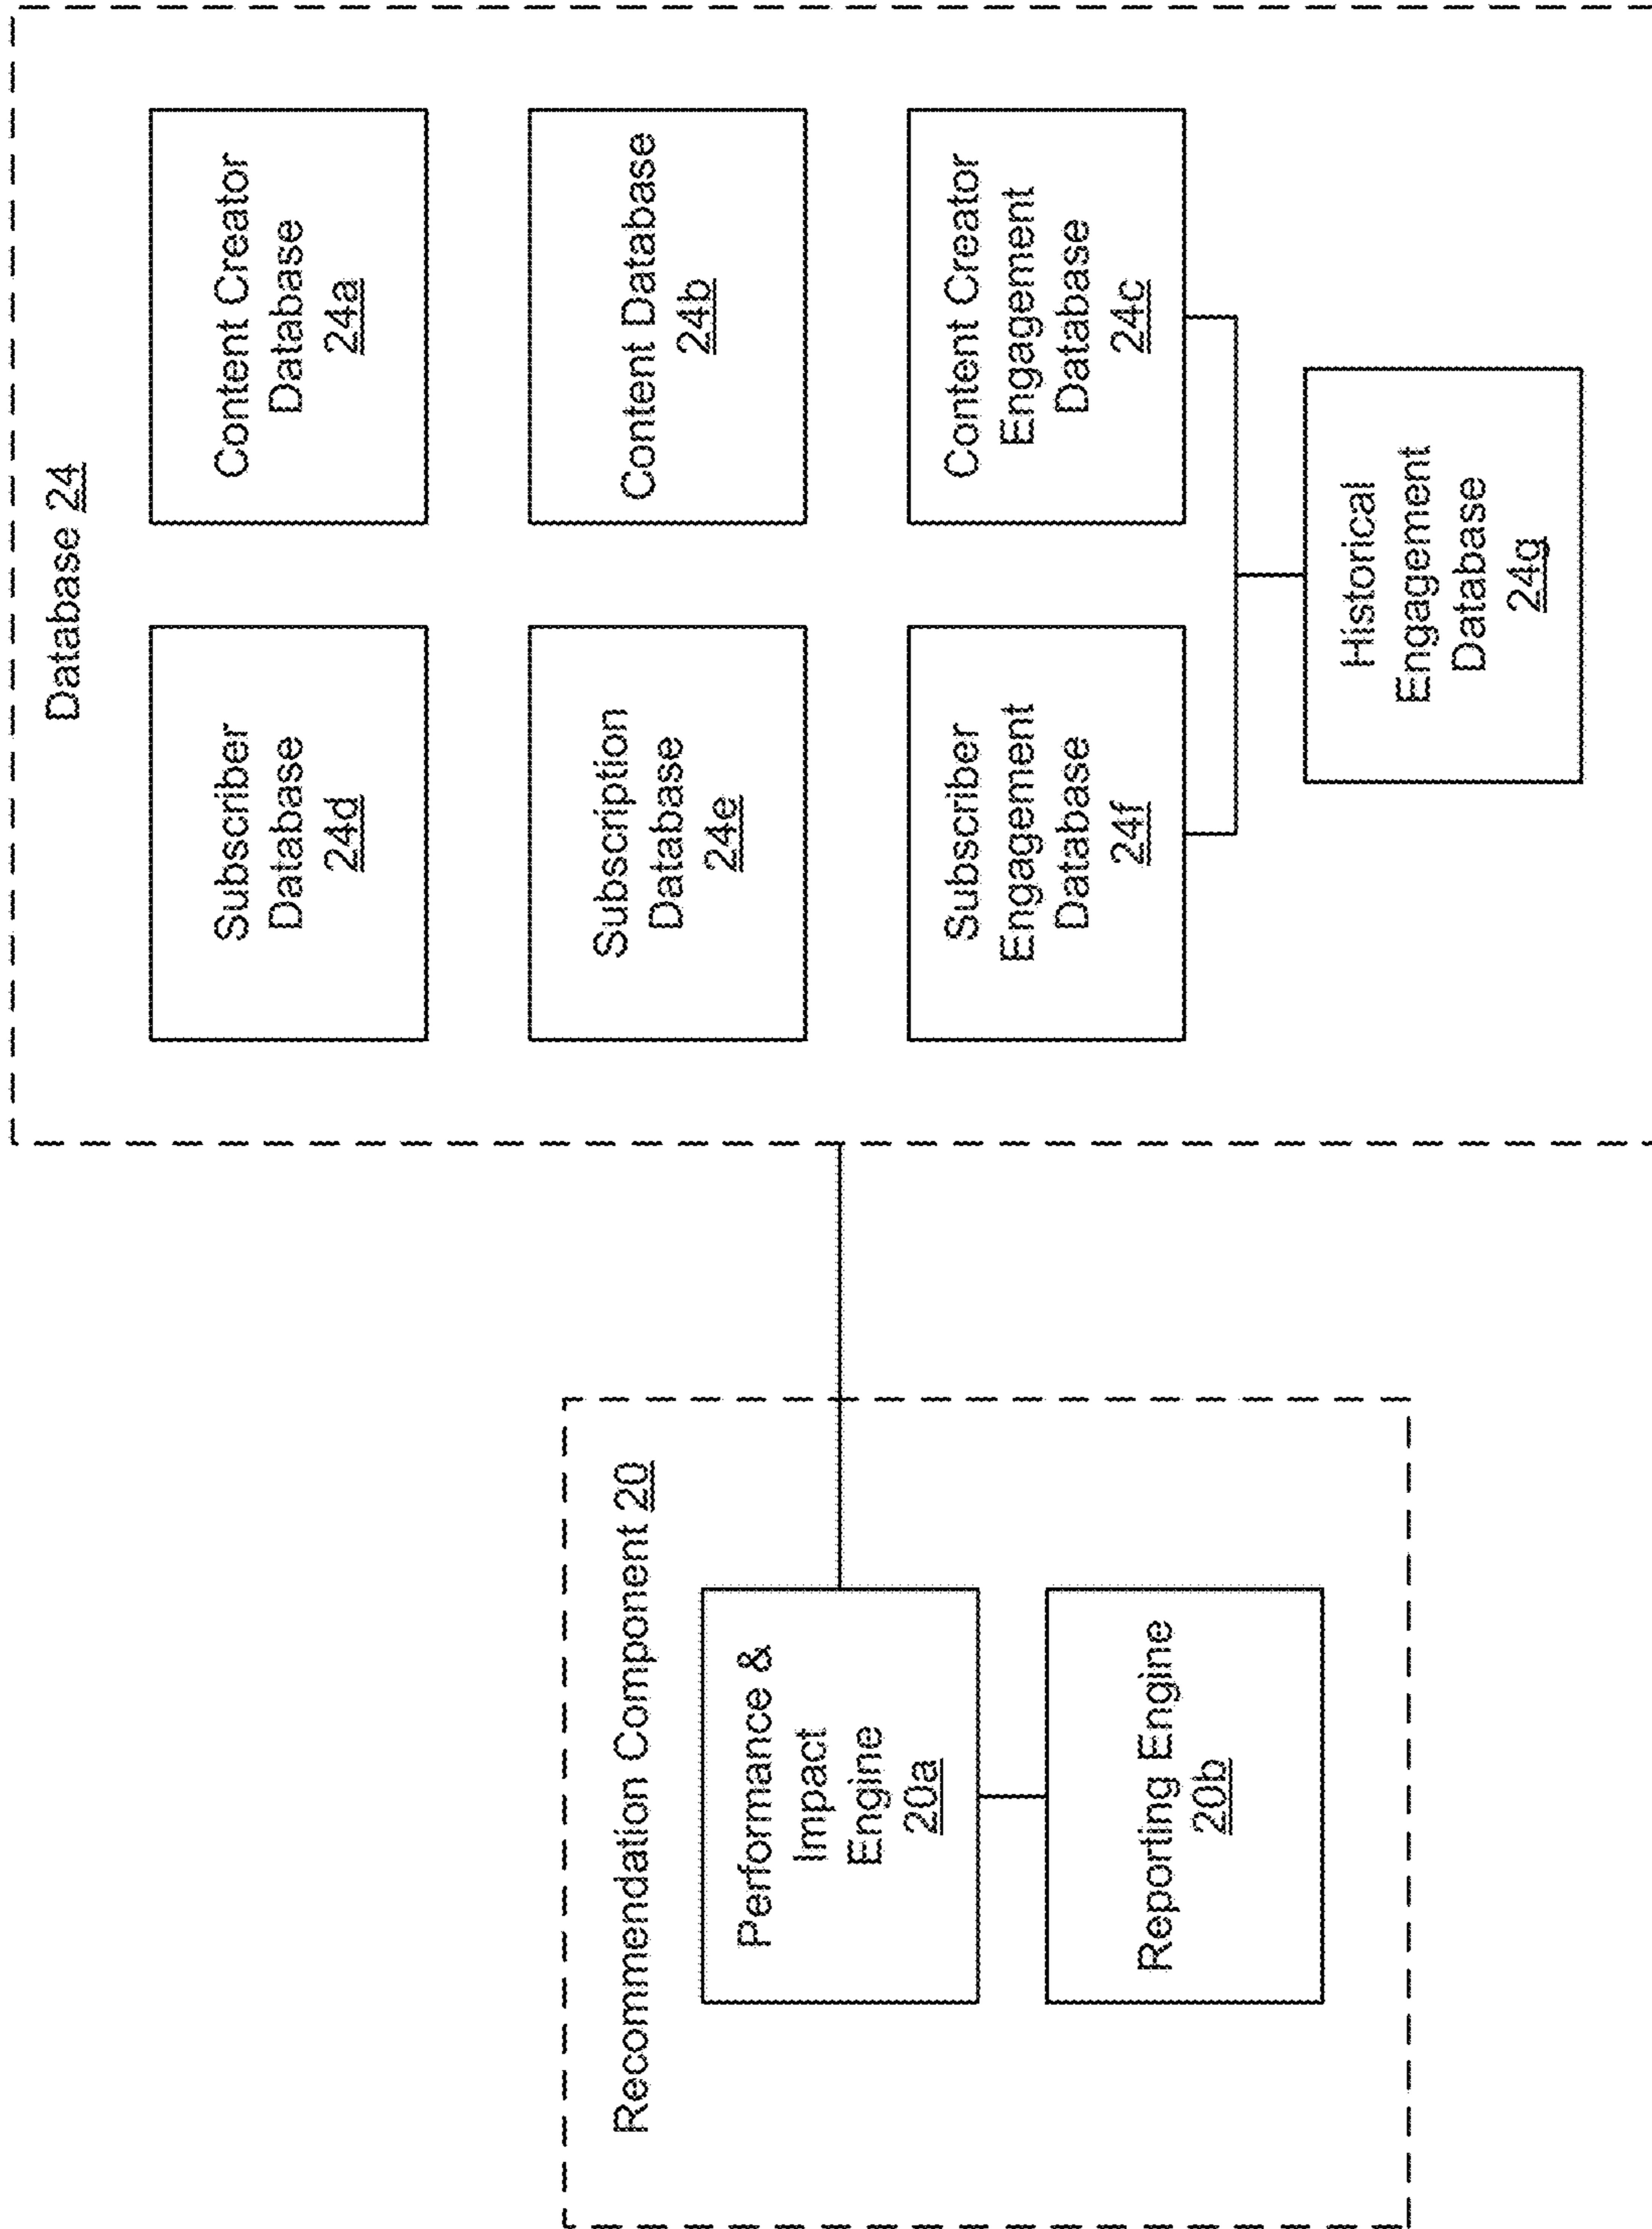 Recommendation Component 20
Performance &
Impact
Engine
20a
Reporting Engine
20b
Database 24
Subscriber
Database
24d
Content Creator
Database
24a
Subscription
Database
24e
Content Database
24b
Subscriber
Engagement
Database
24f
Content Creator
Engagement
Database
24c
Historical
Engagement
Database
24g